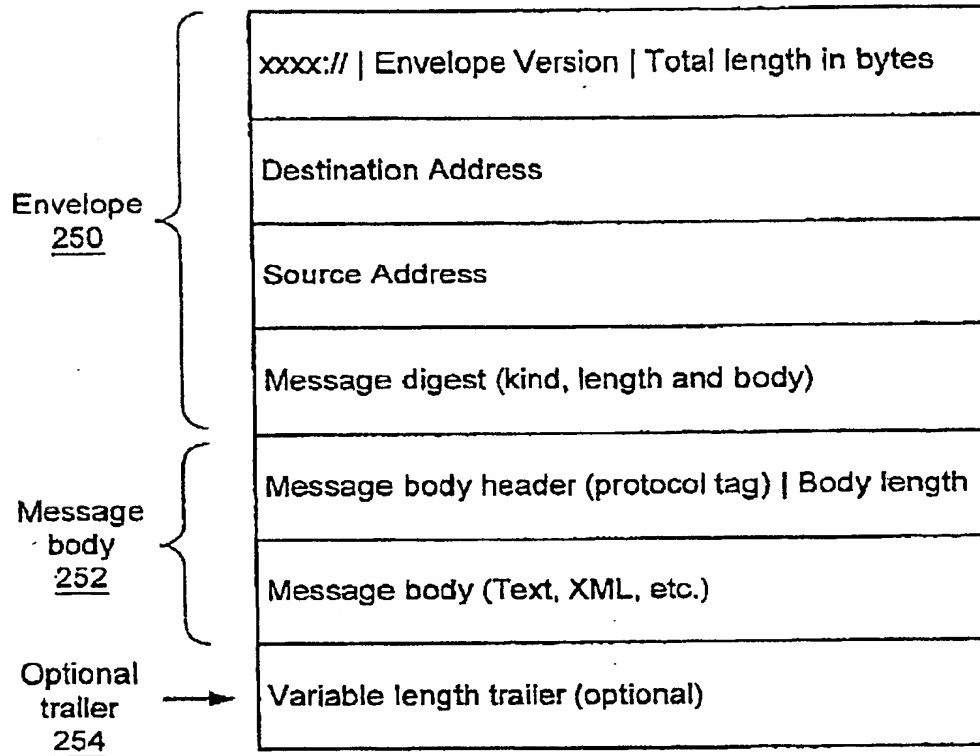 xxxx:// | Envelope Version | Total length in bytes
Destination Address
Envelope
250
Source Address
Message digest (kind, length and body)
Message body header (protocol tag) | Body length
Message
body
252
Message body (Text, XML, etc.)
Optional
trailer
254
Variable length trailer (optional)